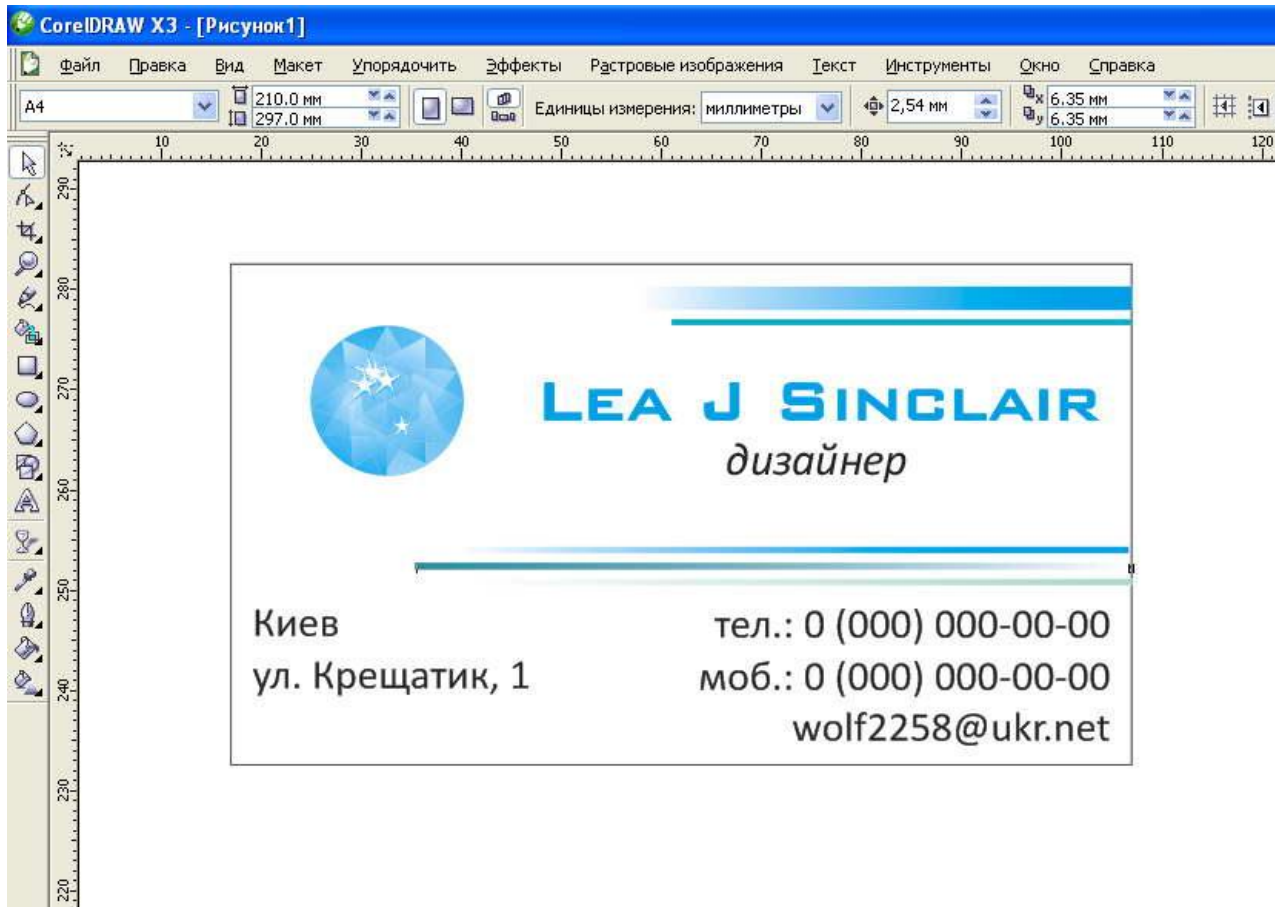 CorelDRAW X3 - [Рисунок1]
Файл Правка Вид Макет Упорядочить Эффекты Растровые изображения Текст Инструменты Окно Справка
A4 210.0 мм 297.0 мм Единицы измерения: миллиметры 2,54 мм x 6.35 мм y 6.35 мм
10 20 30 40 50 60 70 80 90 100 110 120
290
280
270
260
250
240
230
220
LEA J SINCLAIR
дизайнер
Киев
ул. Крещатик, 1
тел.: 0 (000) 000-00-00
моб.: 0 (000) 000-00-00
wolf2258@ukr.net